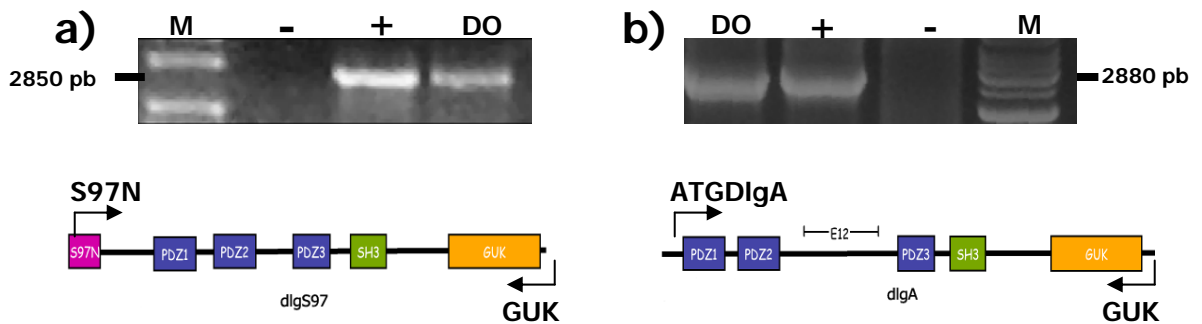 a) M - + DO
2850 pb
S97N
S97N PDZ1 PDZ2 PDZ3 SH3 GUK
dlgS97
GUK
b) DO + - M
2880 pb
ATGDlgA
PDZ1 PDZ2 E12 PDZ3 SH3 GUK
dlgA
GUK